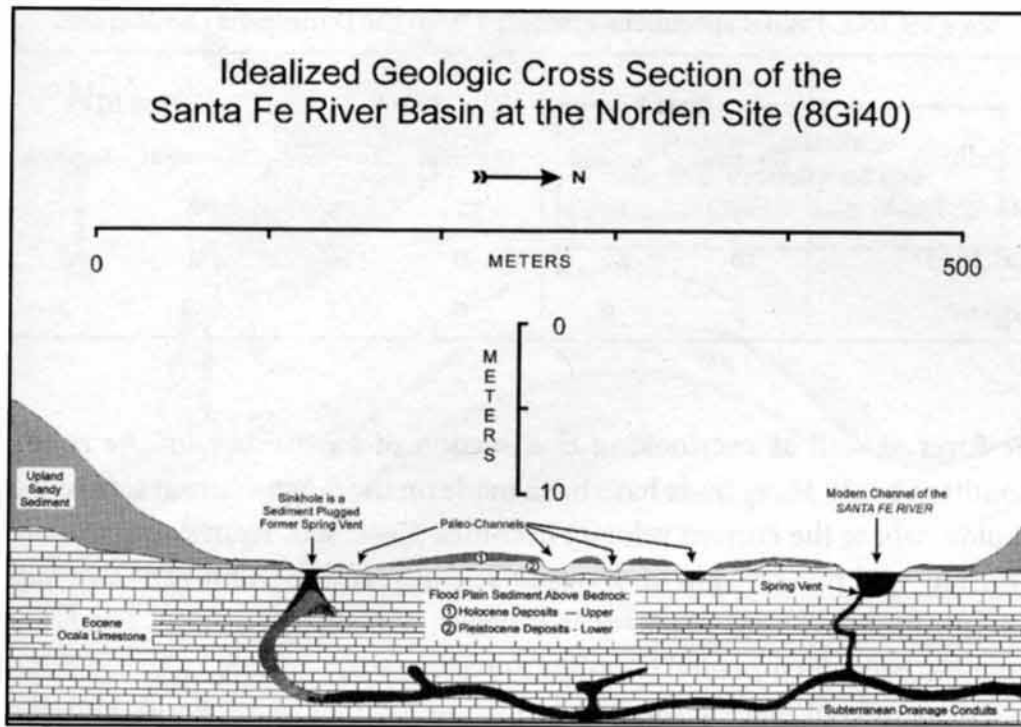 Idealized Geologic Cross Section of the
Santa Fe River Basin at the Norden Site (8Gi40)
N
0
METERS
500
0
METERS
10
Upland
Sandy
Sediment
Sinkhole is a
Sediment Plugged
Former Spring Vent
Paleo-Channels
Modern Channel of the
SANTA FE RIVER
1
2
Spring Vent
Flood Plain Sediment Above Bedrock:
① Holocene Deposits — Upper
② Pleistocene Deposits - Lower
Eocene
Ocala Limestone
Subterranean Drainage Conduits